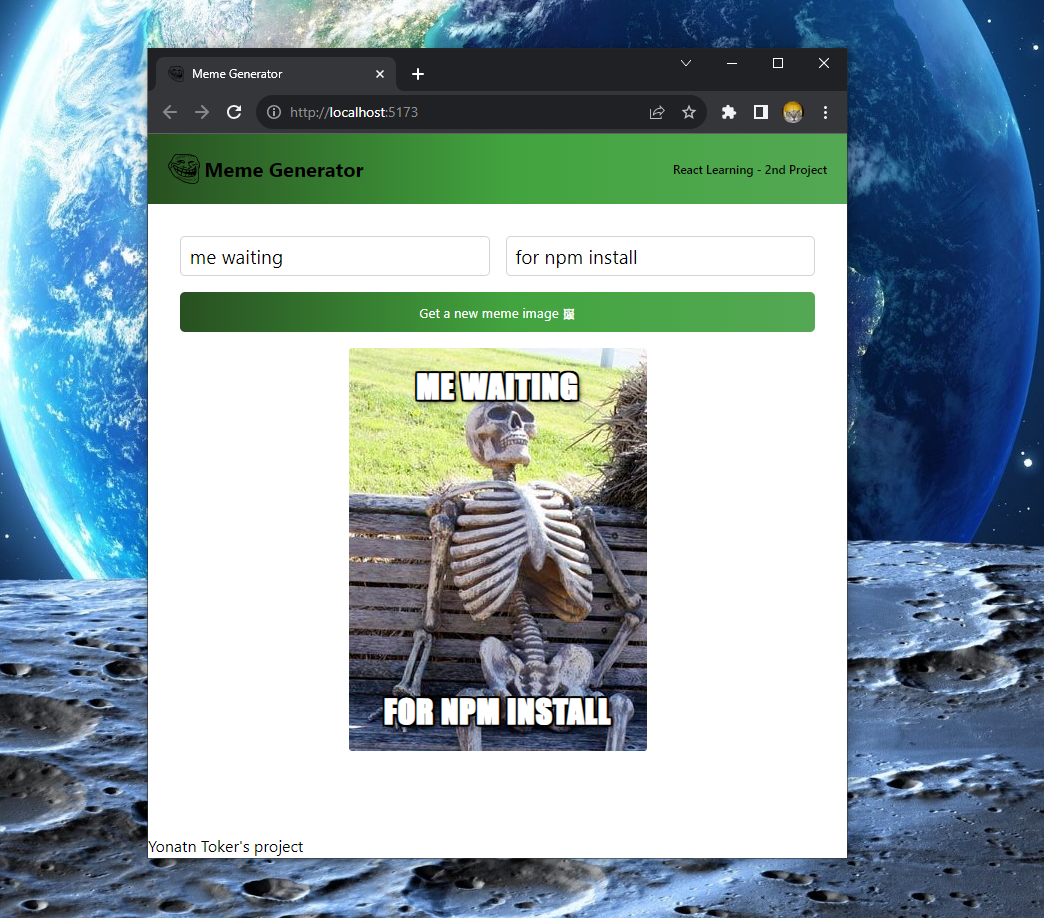 Meme Generator
http://localhost:5173
Meme Generator
React Learning - 2nd Project
me waiting
for npm install
Get a new meme image 🖼
ME WAITING
FOR NPM INSTALL
Yonatn Toker's project